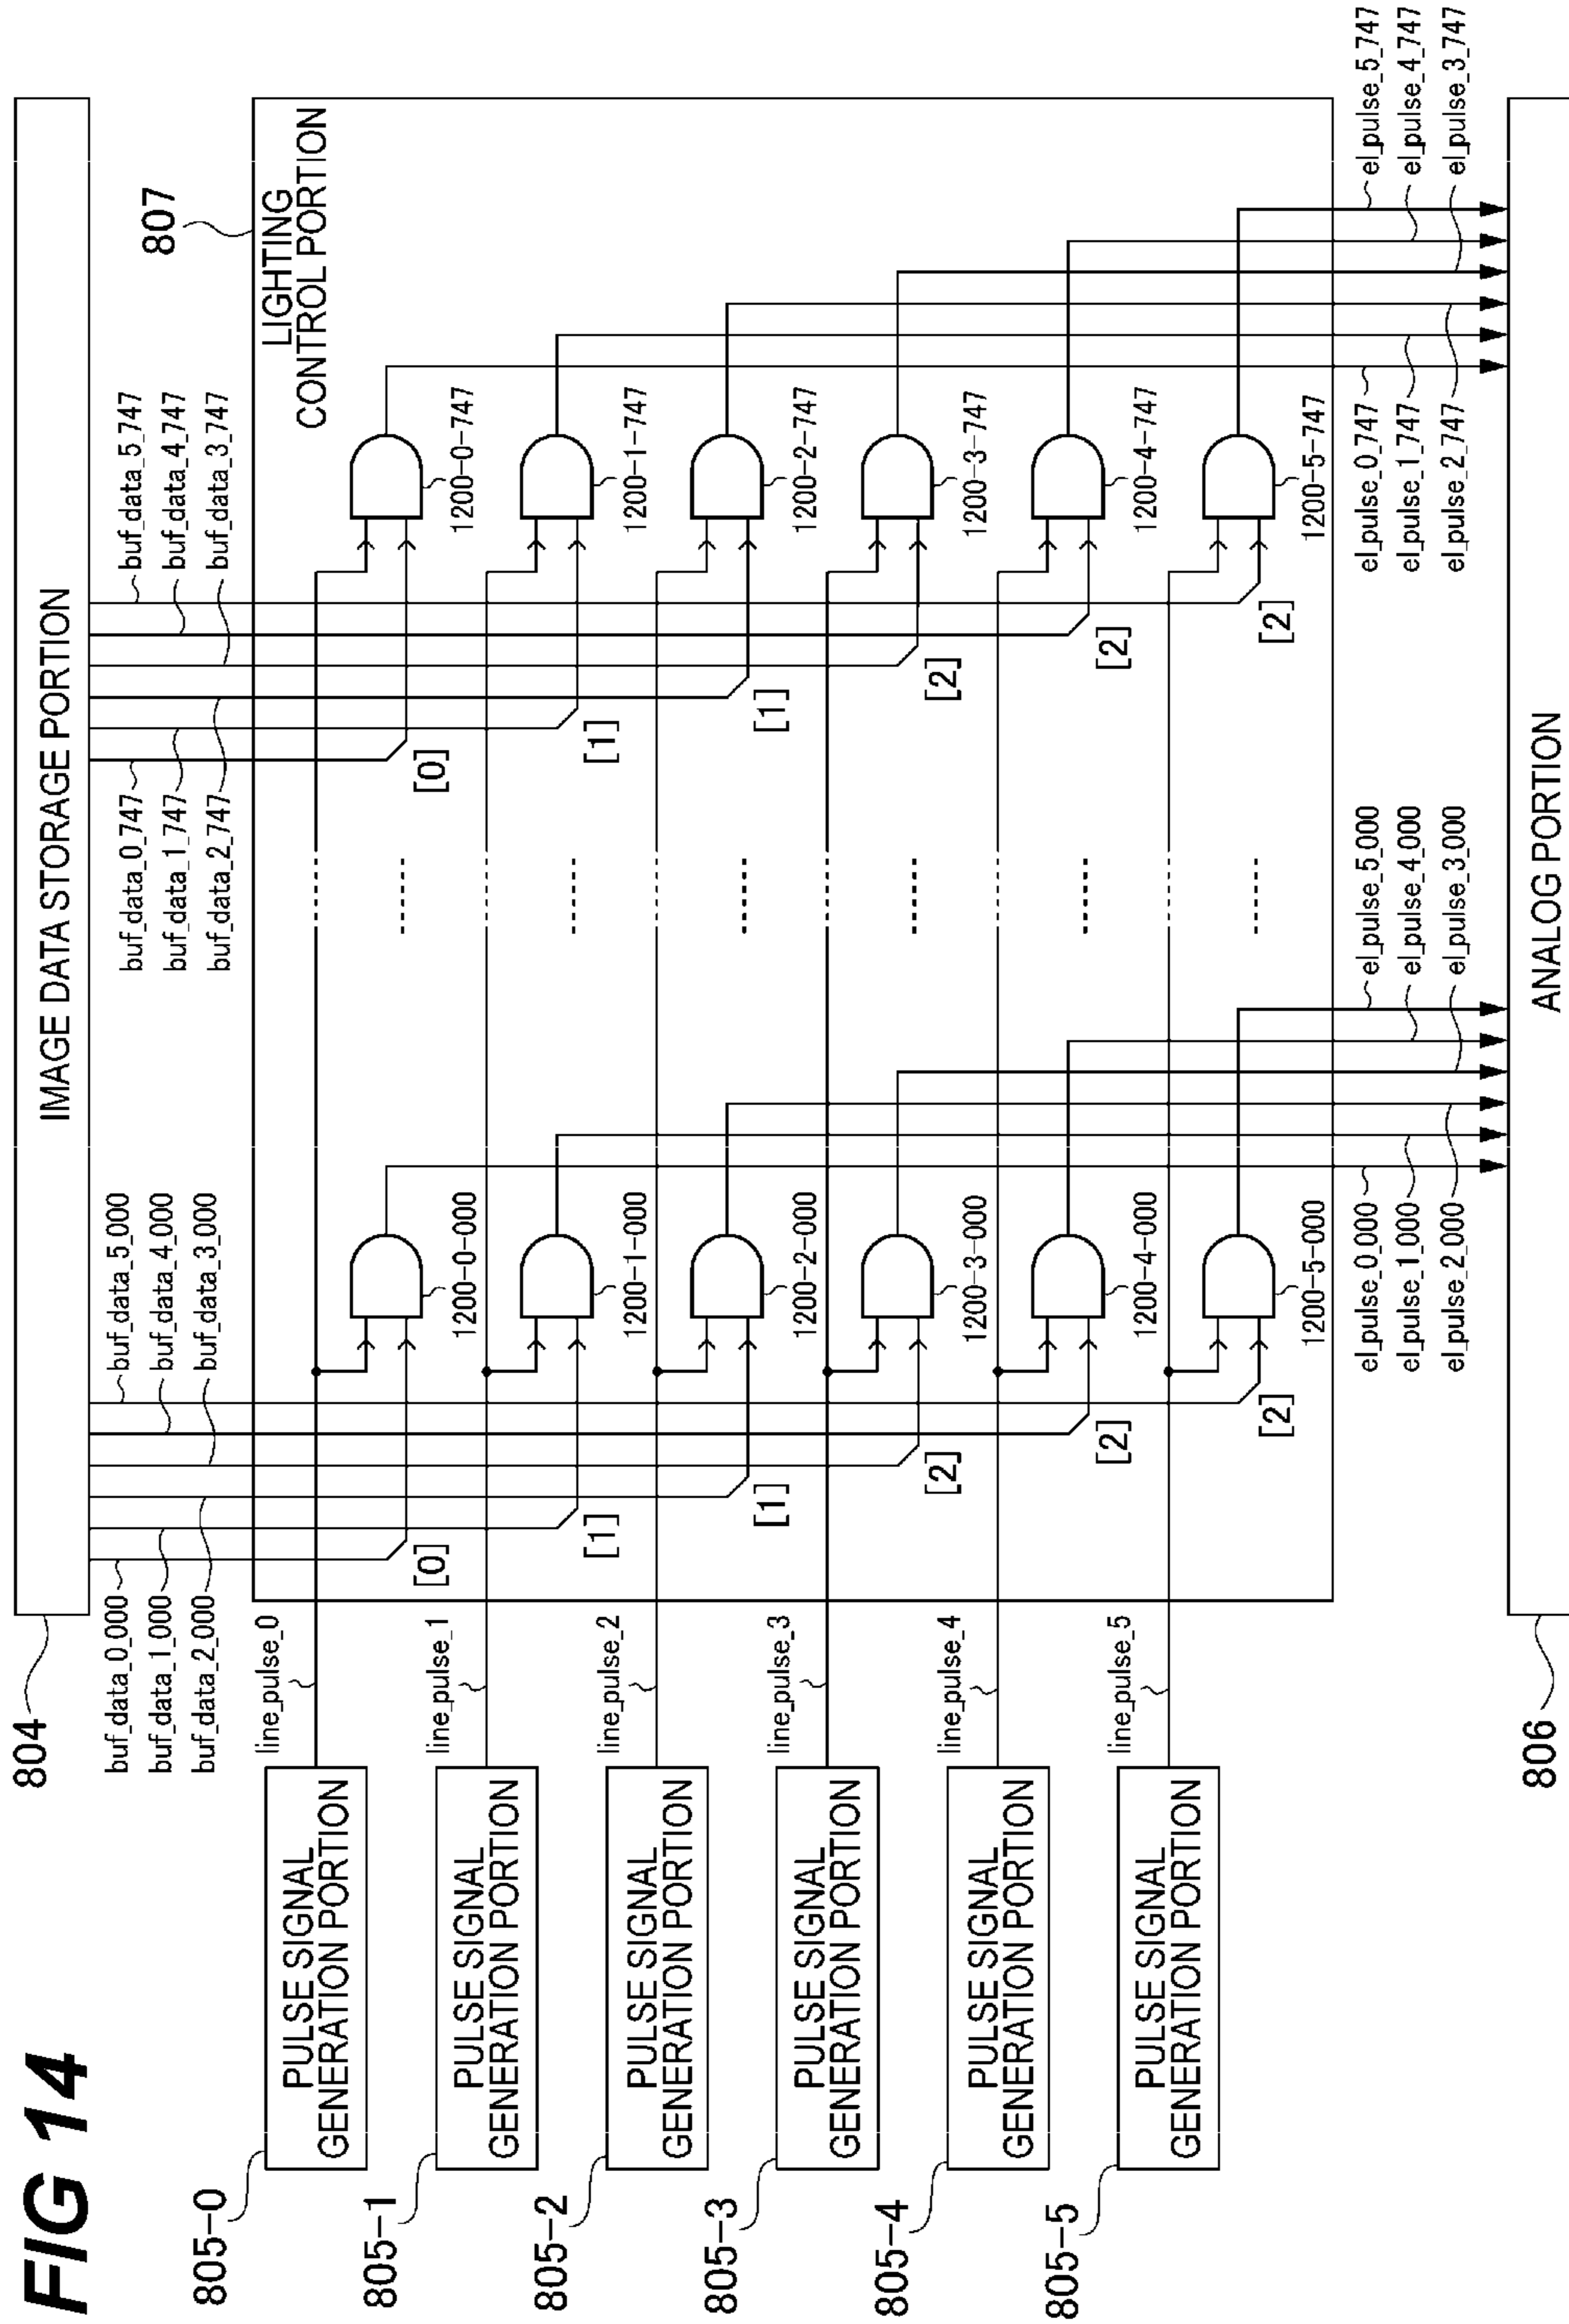 FIG 14
804
IMAGE DATA STORAGE PORTION
buf_data_0_000
buf_data_1_000
buf_data_2_000
buf_data_5_000
buf_data_4_000
buf_data_3_000
buf_data_0_747
buf_data_1_747
buf_data_2_747
buf_data_5_747
buf_data_4_747
buf_data_3_747
807
LIGHTING
CONTROL PORTION
805-0
PULSE SIGNAL
GENERATION PORTION
line_pulse_0
[0]
1200-0-000
[0]
1200-0-747
805-1
PULSE SIGNAL
GENERATION PORTION
line_pulse_1
[1]
1200-1-000
[1]
1200-1-747
805-2
PULSE SIGNAL
GENERATION PORTION
line_pulse_2
[1]
1200-2-000
[1]
1200-2-747
805-3
PULSE SIGNAL
GENERATION PORTION
line_pulse_3
[2]
1200-3-000
[2]
1200-3-747
805-4
PULSE SIGNAL
GENERATION PORTION
line_pulse_4
[2]
1200-4-000
[2]
1200-4-747
805-5
PULSE SIGNAL
GENERATION PORTION
line_pulse_5
[2]
1200-5-000
[2]
1200-5-747
el_pulse_0_000
el_pulse_1_000
el_pulse_2_000
el_pulse_5_000
el_pulse_4_000
el_pulse_3_000
el_pulse_0_747
el_pulse_1_747
el_pulse_2_747
el_pulse_5_747
el_pulse_4_747
el_pulse_3_747
806
ANALOG PORTION